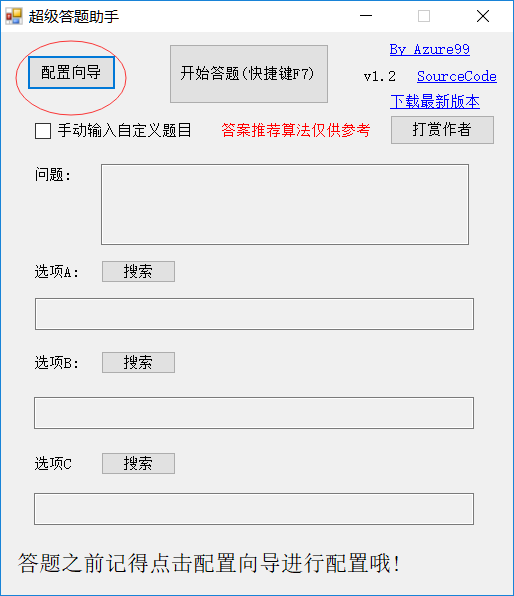 超级答题助手
配置向导
开始答题(快捷键F7)
By Azure99
v1.2 SourceCode
下载最新版本
手动输入自定义题目
答案推荐算法仅供参考
打赏作者
问题:
选项A: 搜索
选项B: 搜索
选项C 搜索
答题之前记得点击配置向导进行配置哦!